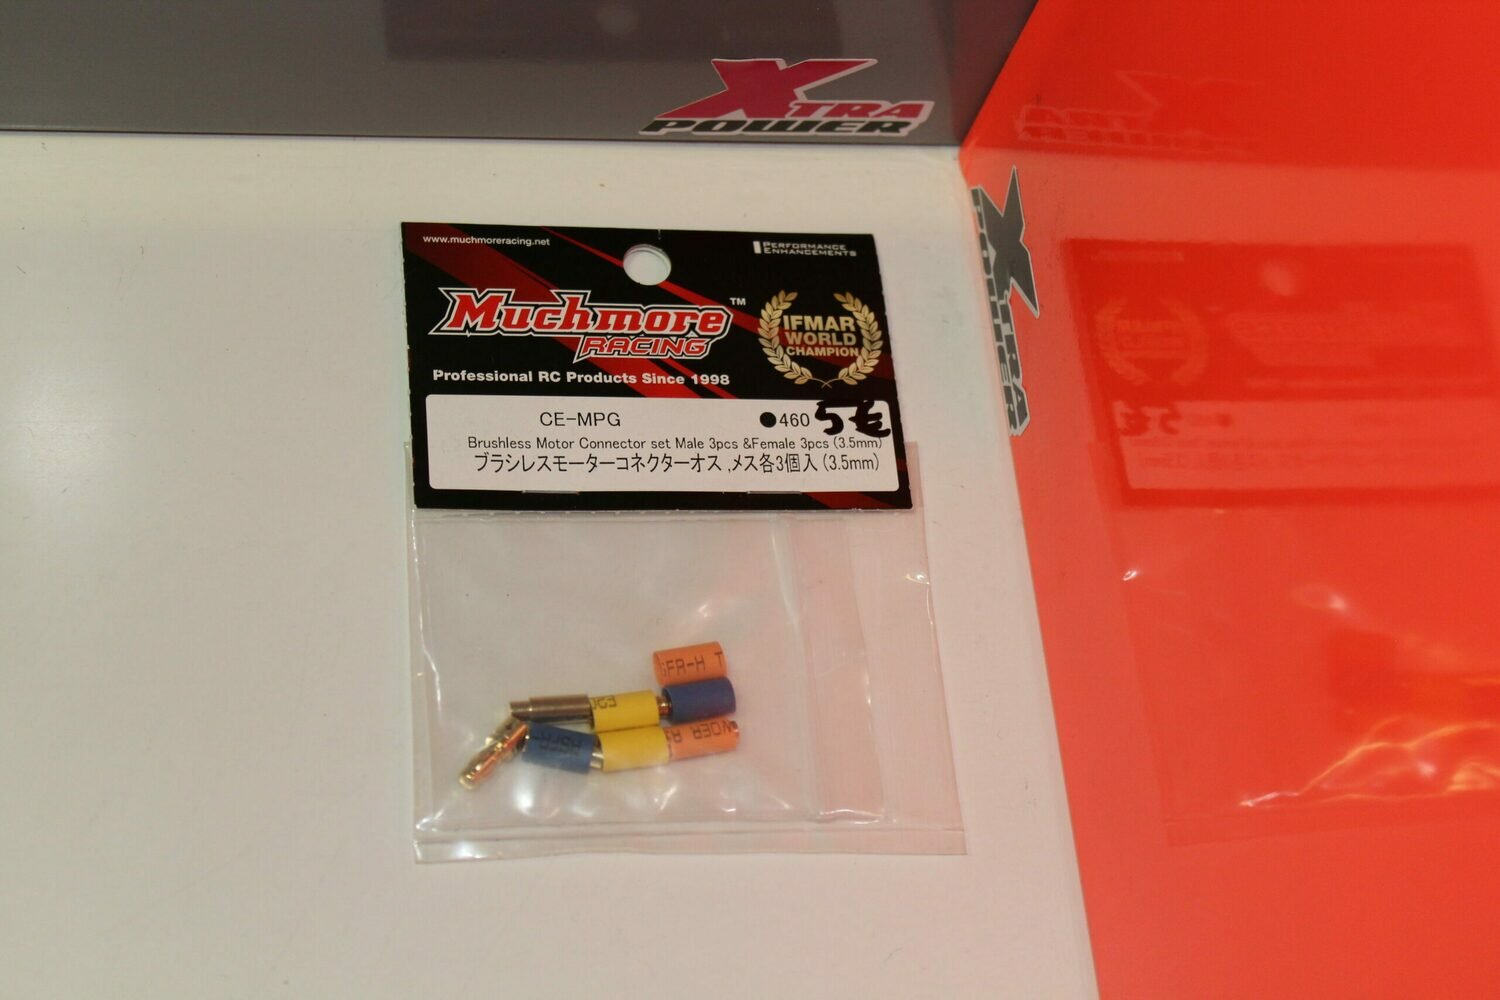 XTRA
POWER
XTRA
POWER
www.muchmoreracing.net
PERFORMANCE
ENHANCEMENTS
Muchmore™
RACING
IFMAR
WORLD
CHAMPION
Professional RC Products Since 1998
CE-MPG ●460 5€
Brushless Motor Connector set Male 3pcs &Female 3pcs (3.5mm)
ブラシレスモーターコネクターオス ,メス各3個入 (3.5mm)
GFR-H T